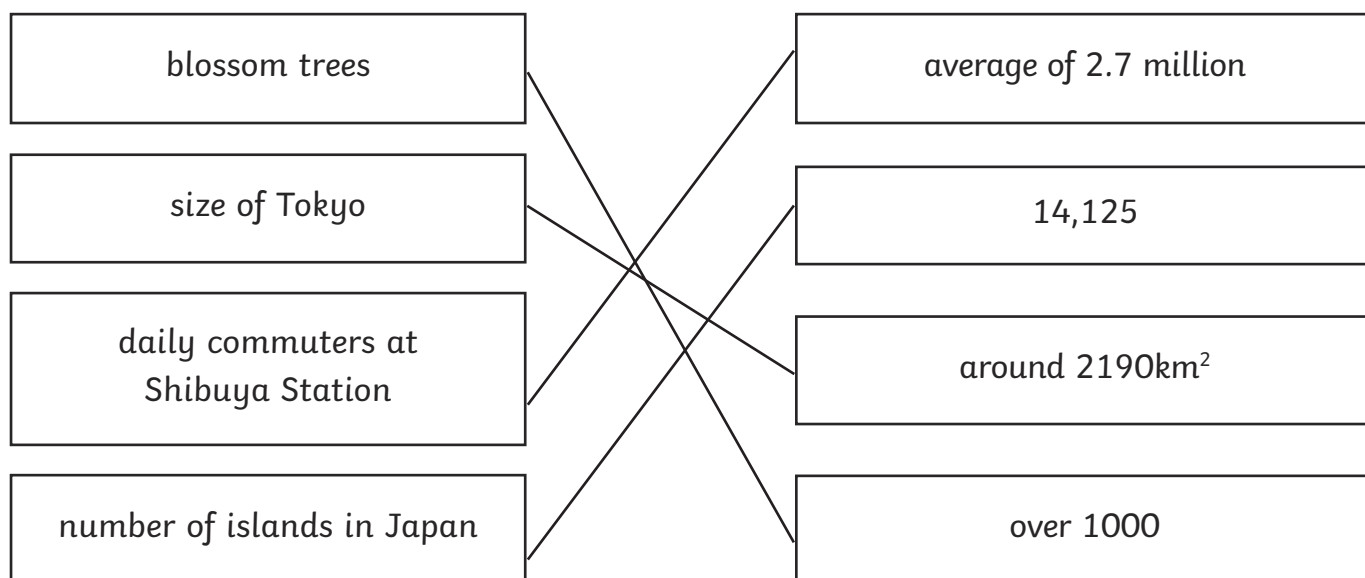 blossom trees
average of 2.7 million
size of Tokyo
14,125
daily commuters at
Shibuya Station
around 2190km²
number of islands in Japan
over 1000